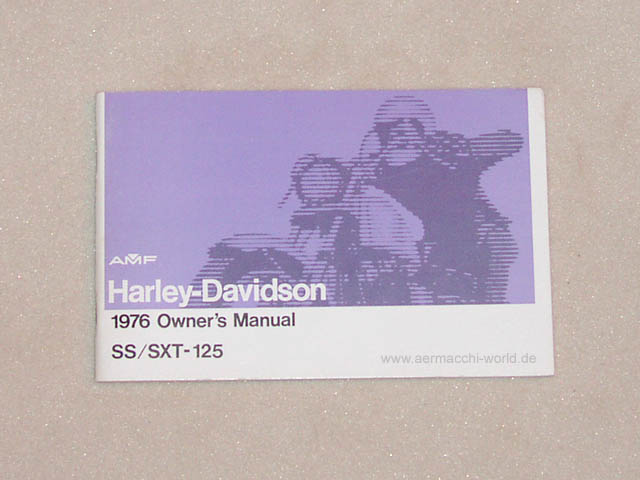 AMF
Harley-Davidson
1976 Owner's Manual
SS/SXT-125
www.aermacchi-world.de